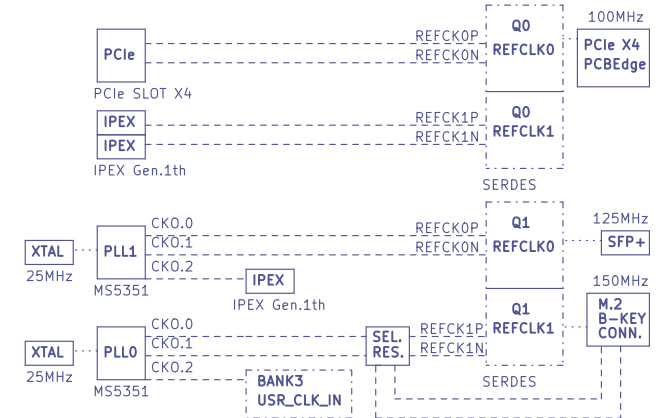 100MHz
PCIe
REFCK0P
REFCK0N
Q0
REFCLK0
PCIe X4
PCBEdge
PCIe SLOT X4
IPEX
IPEX
REFCK1P
REFCK1N
Q0
REFCLK1
IPEX Gen.1th
SERDES
XTAL
25MHz
PLL1
MS5351
CKO.0
CKO.1
CKO.2
REFCK0P
REFCK0N
Q1
REFCLK0
125MHz
SFP+
IPEX
IPEX Gen.1th
150MHz
XTAL
25MHz
PLL0
MS5351
CKO.0
CKO.1
CKO.2
SEL.
RES.
REFCK1P
REFCK1N
Q1
REFCLK1
M.2
B-KEY
CONN.
SERDES
BANK3
USR_CLK_IN